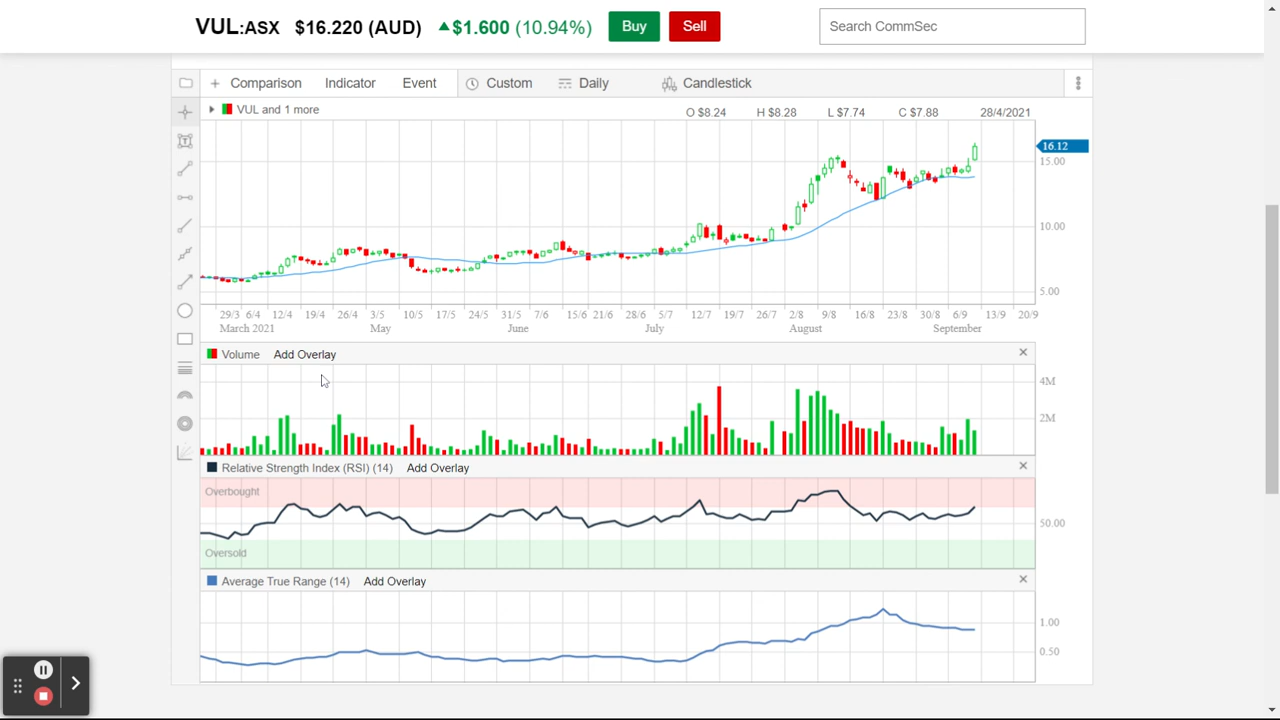 VUL:ASX $16.220 (AUD) $1.600 (10.94%) Buy Sell Search CommSec
Comparison Indicator Event Custom Daily Candlestick
VUL and 1 more O $8.24 H $8.28 L $7.74 C $7.88 28/4/2021
16.12
15.00
10.00
5.00
29/3 6/4 12/4 19/4 26/4 3/5 10/5 17/5 24/5 31/5 7/6 15/6 21/6 28/6 5/7 12/7 19/7 26/7 2/8 9/8 16/8 23/8 30/8 6/9 13/9 20/9
March 2021 May June July August September
Volume Add Overlay
4M
2M
Relative Strength Index (RSI) (14) Add Overlay
Overbought
50.00
Oversold
Average True Range (14) Add Overlay
1.00
0.50